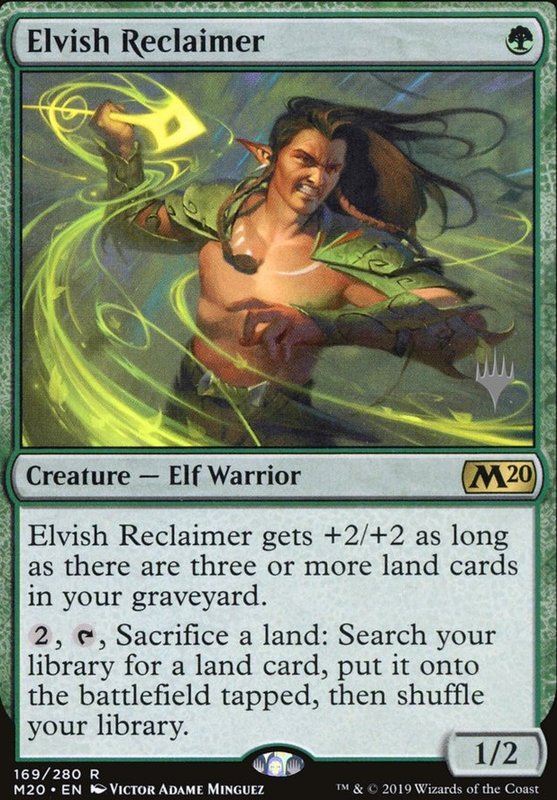 Elvish Reclaimer
Creature — Elf Warrior
M20
Elvish Reclaimer gets +2/+2 as long
as there are three or more land cards
in your graveyard.
2, , Sacrifice a land: Search your
library for a land card, put it onto
the battlefield tapped, then shuffle
your library.
1/2
169/280 R
M20 • EN VICTOR ADAME MINGUEZ
™ & © 2019 Wizards of the Coast